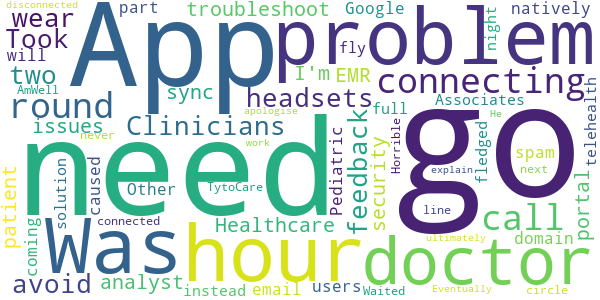 disconnected
part troubleshoot Google night natively
wear App problem
Took will fly
two I'm EMR connecting
AmWell sync headsets
round Associates telehealth
issues Clinicians feedback full He
never apologise security go
need work Pediatric Horrible fledged spam
patient solution caused Other TytoCare explain next
connected line portal
coming Was hour Healthcare call
domain
avoid analyst users doctor
instead email Waited ultimately
Eventually circle